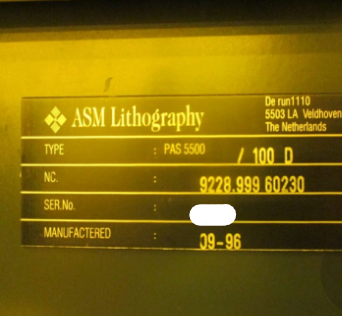 ASM Lithography
De run1110
5503 LA Veldhoven
The Netherlands
TYPE : PAS 5500 / 100 D
NC. : 9228.999 60230
SER.No. :
MANUFACTERED : 09-96